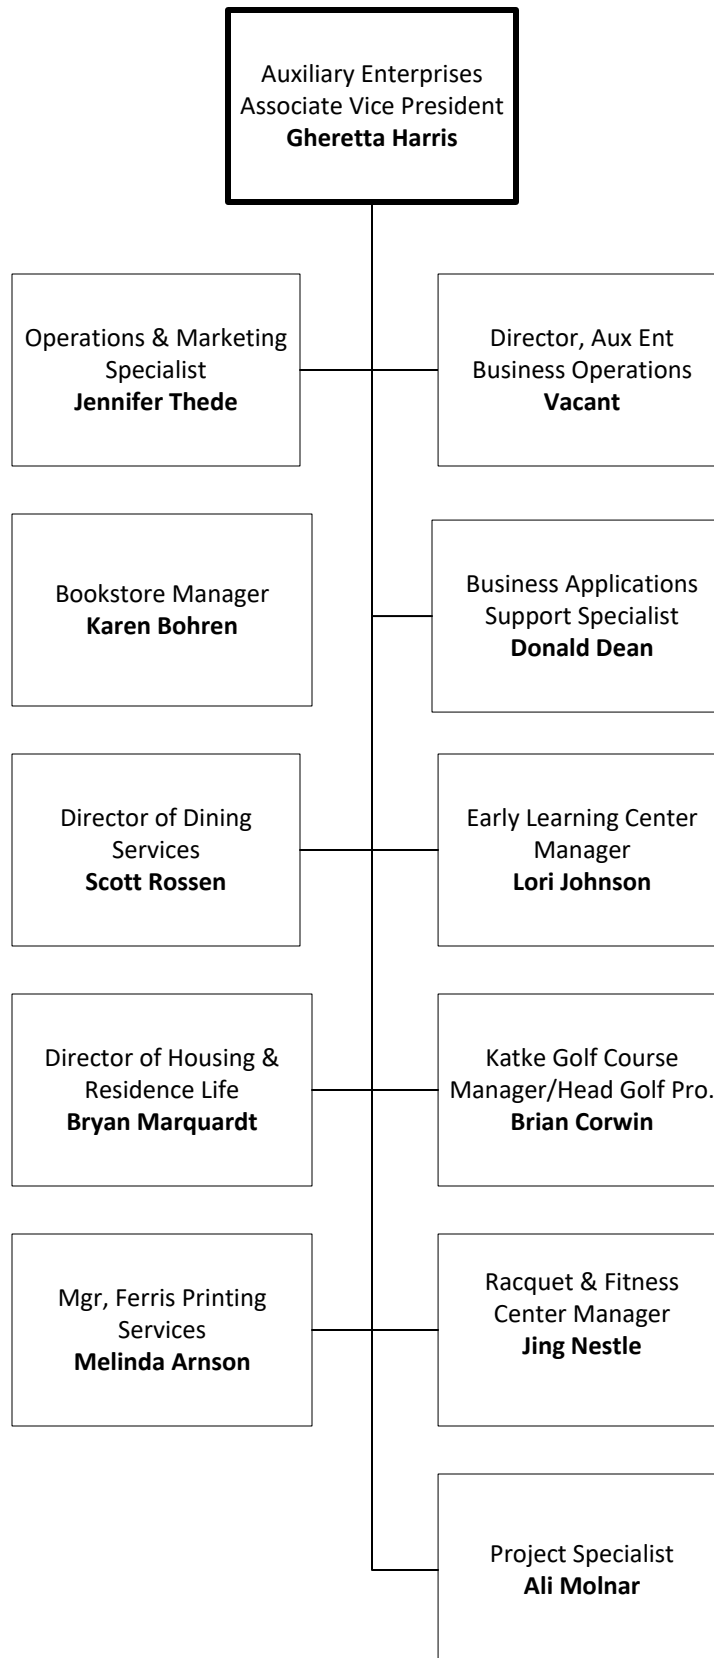 Auxiliary Enterprises
Associate Vice President
Gheretta Harris
Operations & Marketing
Specialist
Jennifer Thede
Director, Aux Ent
Business Operations
Vacant
Bookstore Manager
Karen Bohren
Business Applications
Support Specialist
Donald Dean
Director of Dining
Services
Scott Rossen
Early Learning Center
Manager
Lori Johnson
Director of Housing &
Residence Life
Bryan Marquardt
Katke Golf Course
Manager/Head Golf Pro.
Brian Corwin
Mgr, Ferris Printing
Services
Melinda Arnson
Racquet & Fitness
Center Manager
Jing Nestle
Project Specialist
Ali Molnar